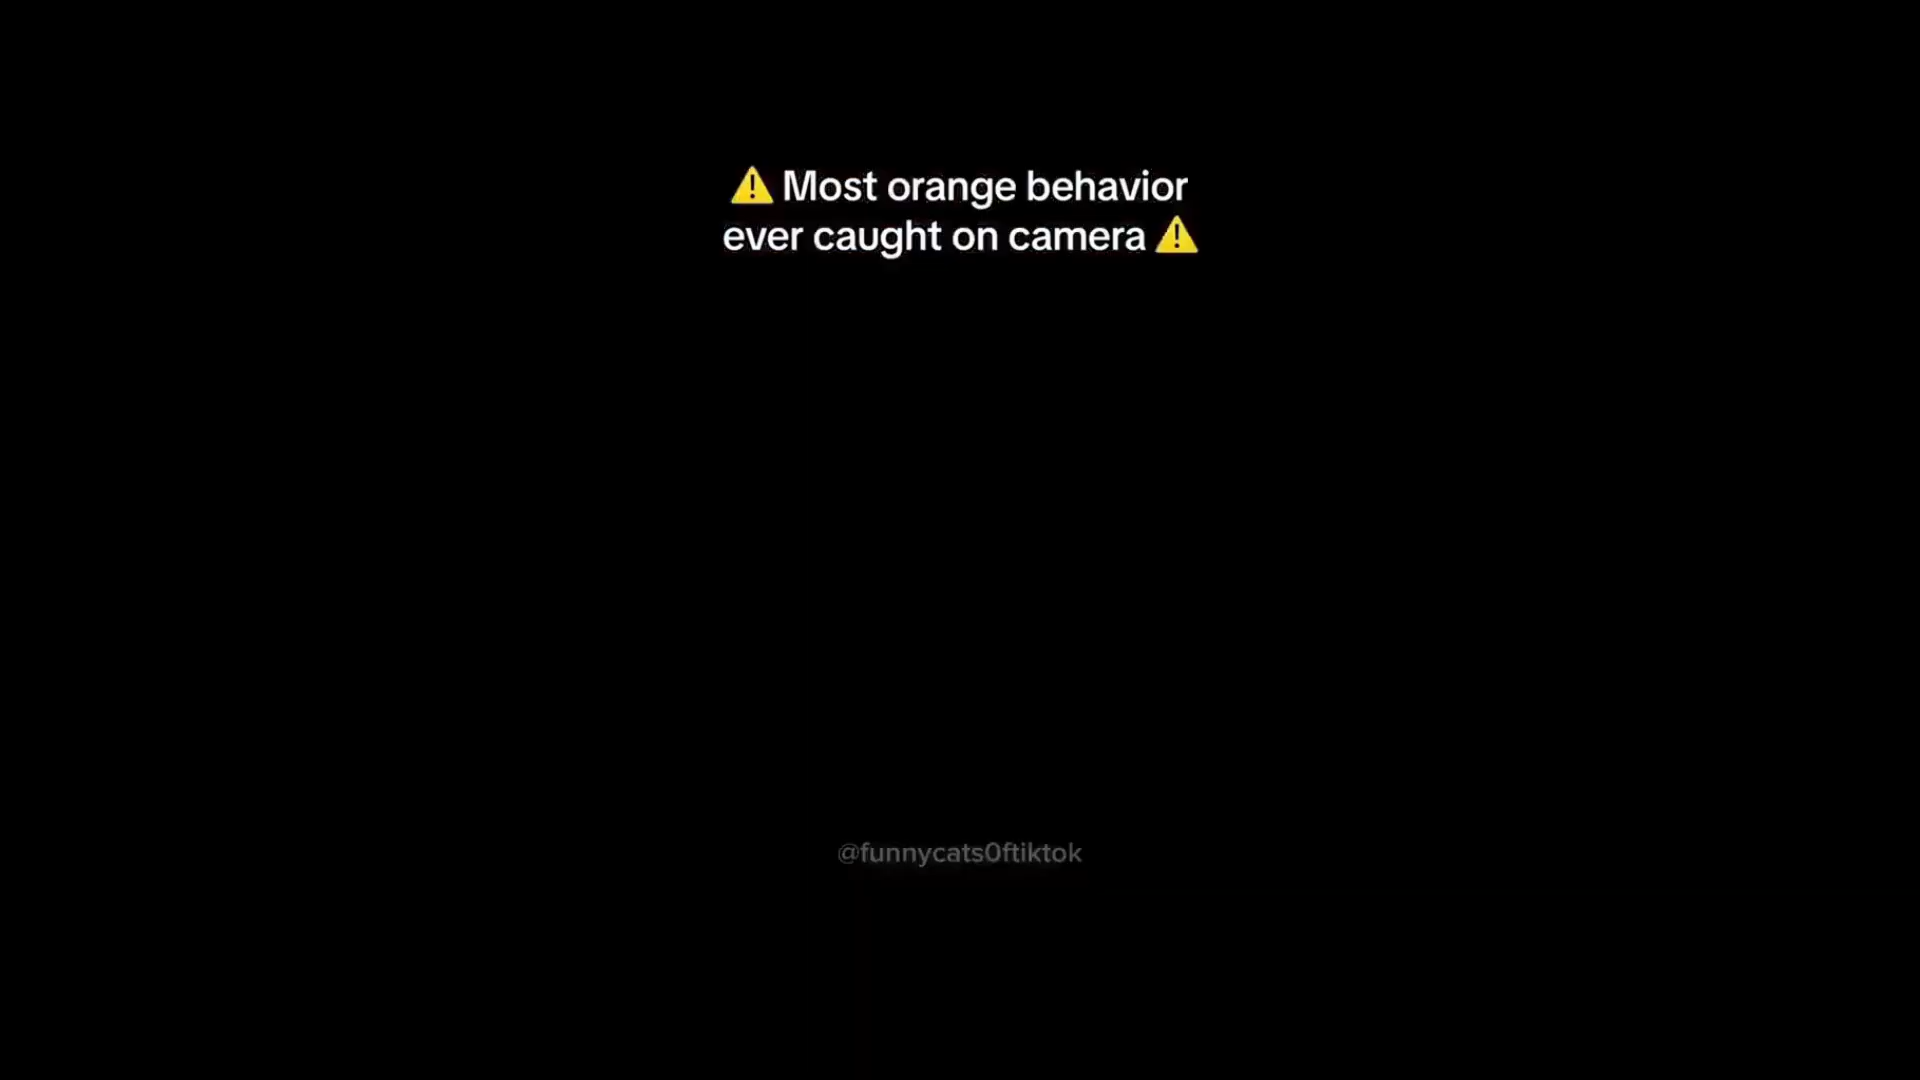 ⚠️ Most orange behavior
ever caught on camera ⚠️
@funnycats0ftiktok